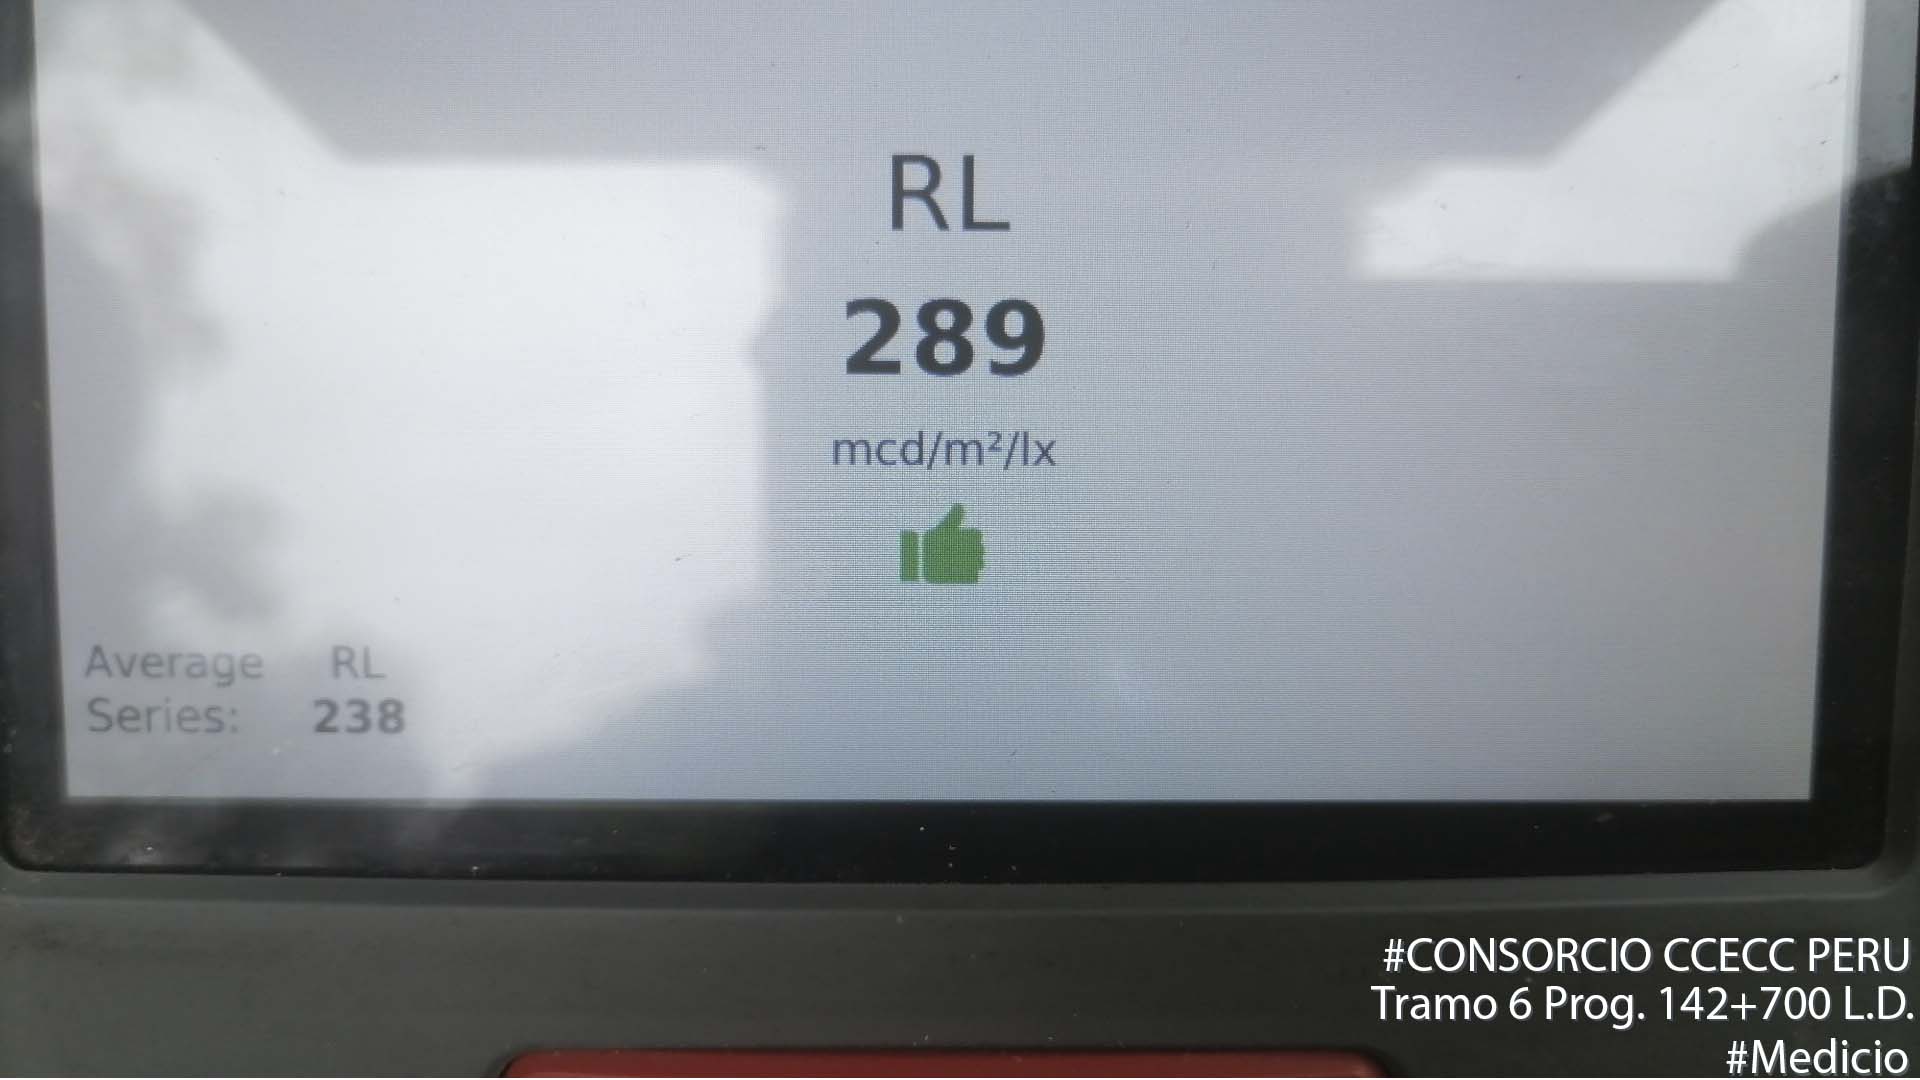 RL
289
mcd/m²/lx
Average RL
Series: 238
#CONSORCIO CCECC PERU
Tramo 6 Prog. 142+700 L.D.
#Medicio